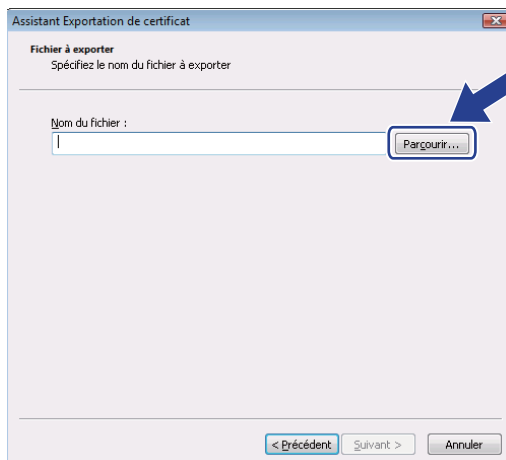 Assistant Exportation de certificat
Fichier à exporter
Spécifiez le nom du fichier à exporter
Nom du fichier :
Parcourir...
< Précédent Suivant > Annuler